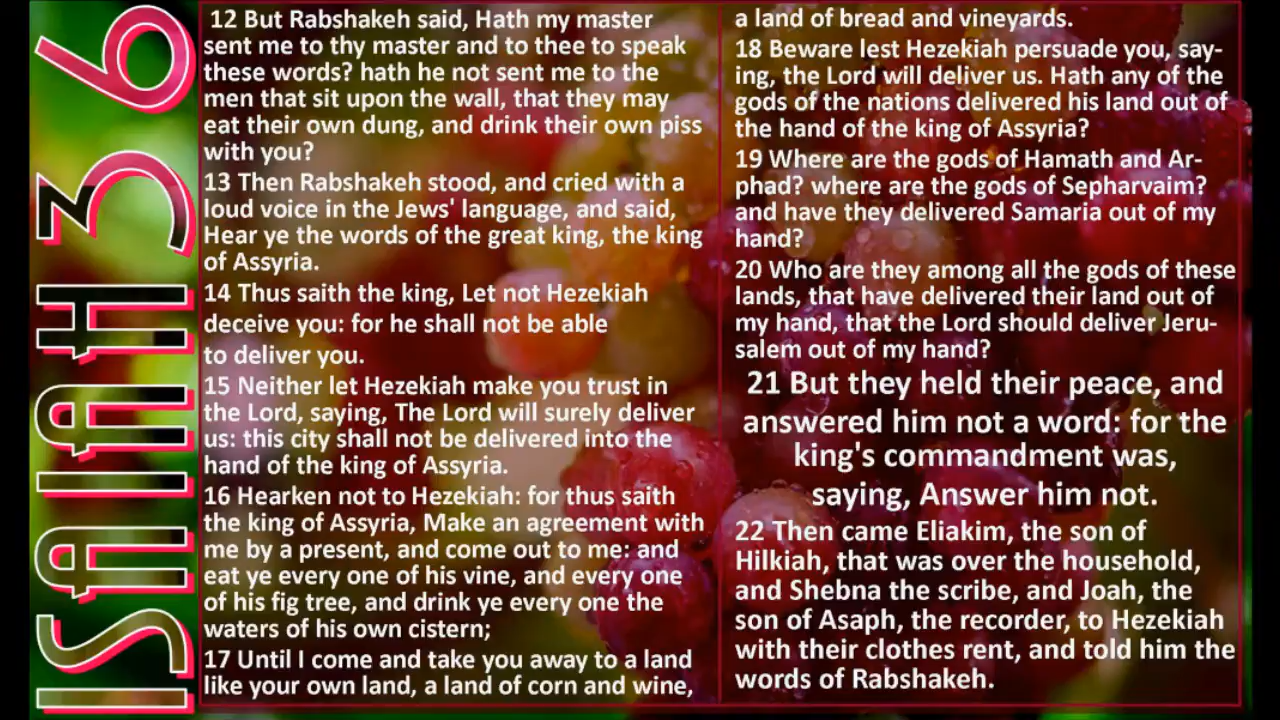 ISAIAH 36
12 But Rabshakeh said, Hath my master
sent me to thy master and to thee to speak
these words? hath he not sent me to the
men that sit upon the wall, that they may
eat their own dung, and drink their own piss
with you?
13 Then Rabshakeh stood, and cried with a
loud voice in the Jews' language, and said,
Hear ye the words of the great king, the king
of Assyria.
14 Thus saith the king, Let not Hezekiah
deceive you: for he shall not be able
to deliver you.
15 Neither let Hezekiah make you trust in
the Lord, saying, The Lord will surely deliver
us: this city shall not be delivered into the
hand of the king of Assyria.
16 Hearken not to Hezekiah: for thus saith
the king of Assyria, Make an agreement with
me by a present, and come out to me: and
eat ye every one of his vine, and every one
of his fig tree, and drink ye every one the
waters of his own cistern;
17 Until I come and take you away to a land
like your own land, a land of corn and wine,
a land of bread and vineyards.
18 Beware lest Hezekiah persuade you, say-
ing, the Lord will deliver us. Hath any of the
gods of the nations delivered his land out of
the hand of the king of Assyria?
19 Where are the gods of Hamath and Ar-
phad? where are the gods of Sepharvaim?
and have they delivered Samaria out of my
hand?
20 Who are they among all the gods of these
lands, that have delivered their land out of
my hand, that the Lord should deliver Jeru-
salem out of my hand?
21 But they held their peace, and
answered him not a word: for the
king's commandment was,
saying, Answer him not.
22 Then came Eliakim, the son of
Hilkiah, that was over the household,
and Shebna the scribe, and Joah, the
son of Asaph, the recorder, to Hezekiah
with their clothes rent, and told him the
words of Rabshakeh.